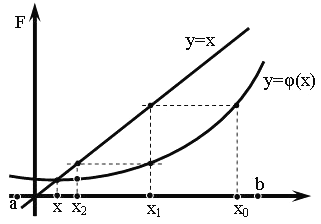 F
y=x
y=φ(x)
a x x₂ x₁ x₀ b